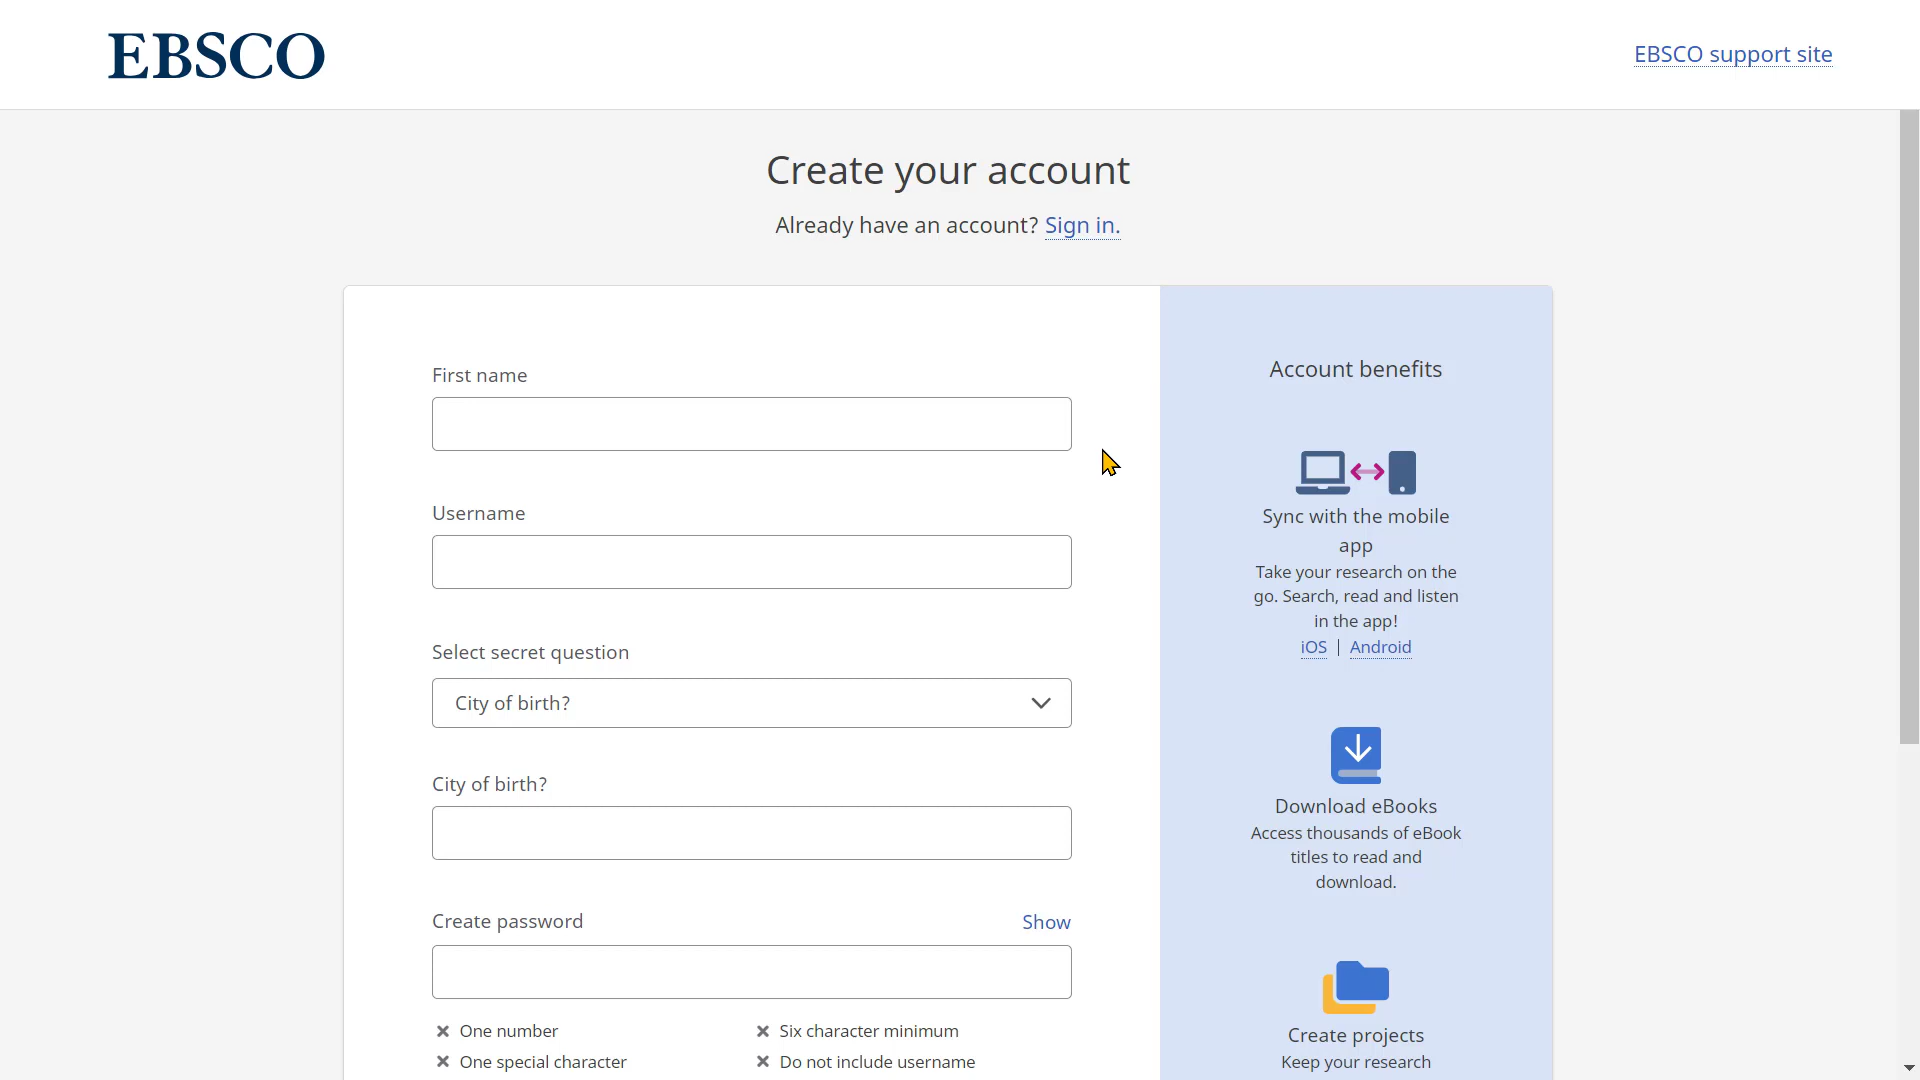 EBSCO
EBSCO support site
Create your account
Already have an account? Sign in.
First name
Username
Select secret question
City of birth?
City of birth?
Create password
Show
One number
Six character minimum
One special character
Do not include username
Account benefits
Sync with the mobile
app
Take your research on the
go. Search, read and listen
in the app!
iOS | Android
Download eBooks
Access thousands of eBook
titles to read and
download.
Create projects
Keep your research